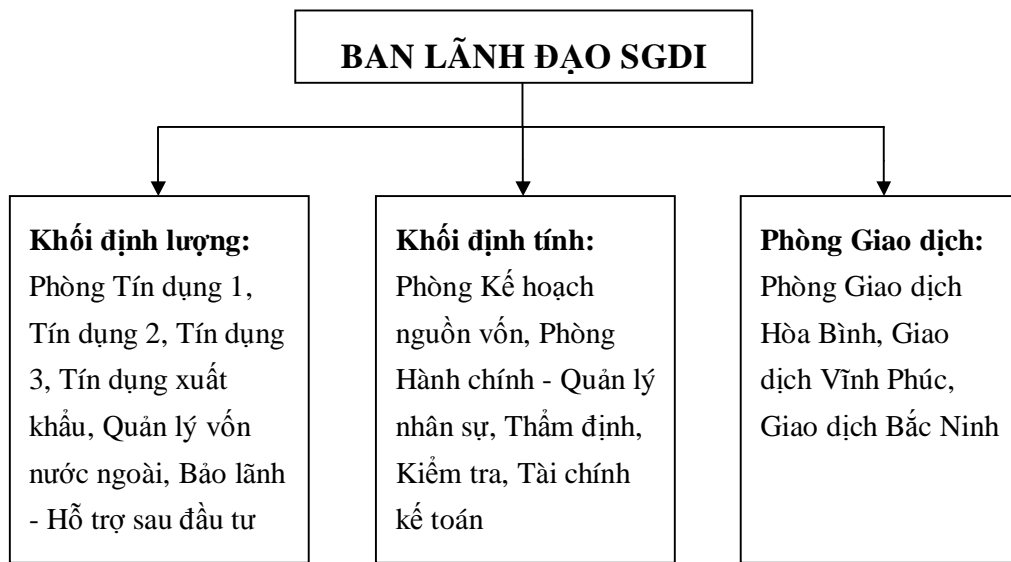 BAN LÃNH ĐẠO SGDI
Khối định lượng:
Phòng Tín dụng 1,
Tín dụng 2, Tín dụng
3, Tín dụng xuất
khẩu, Quản lý vốn
nước ngoài, Bảo lãnh
- Hỗ trợ sau đầu tư
Khối định tính:
Phòng Kế hoạch
nguồn vốn, Phòng
Hành chính - Quản lý
nhân sự, Thẩm định,
Kiểm tra, Tài chính
kế toán
Phòng Giao dịch:
Phòng Giao dịch
Hòa Bình, Giao
dịch Vĩnh Phúc,
Giao dịch Bắc Ninh